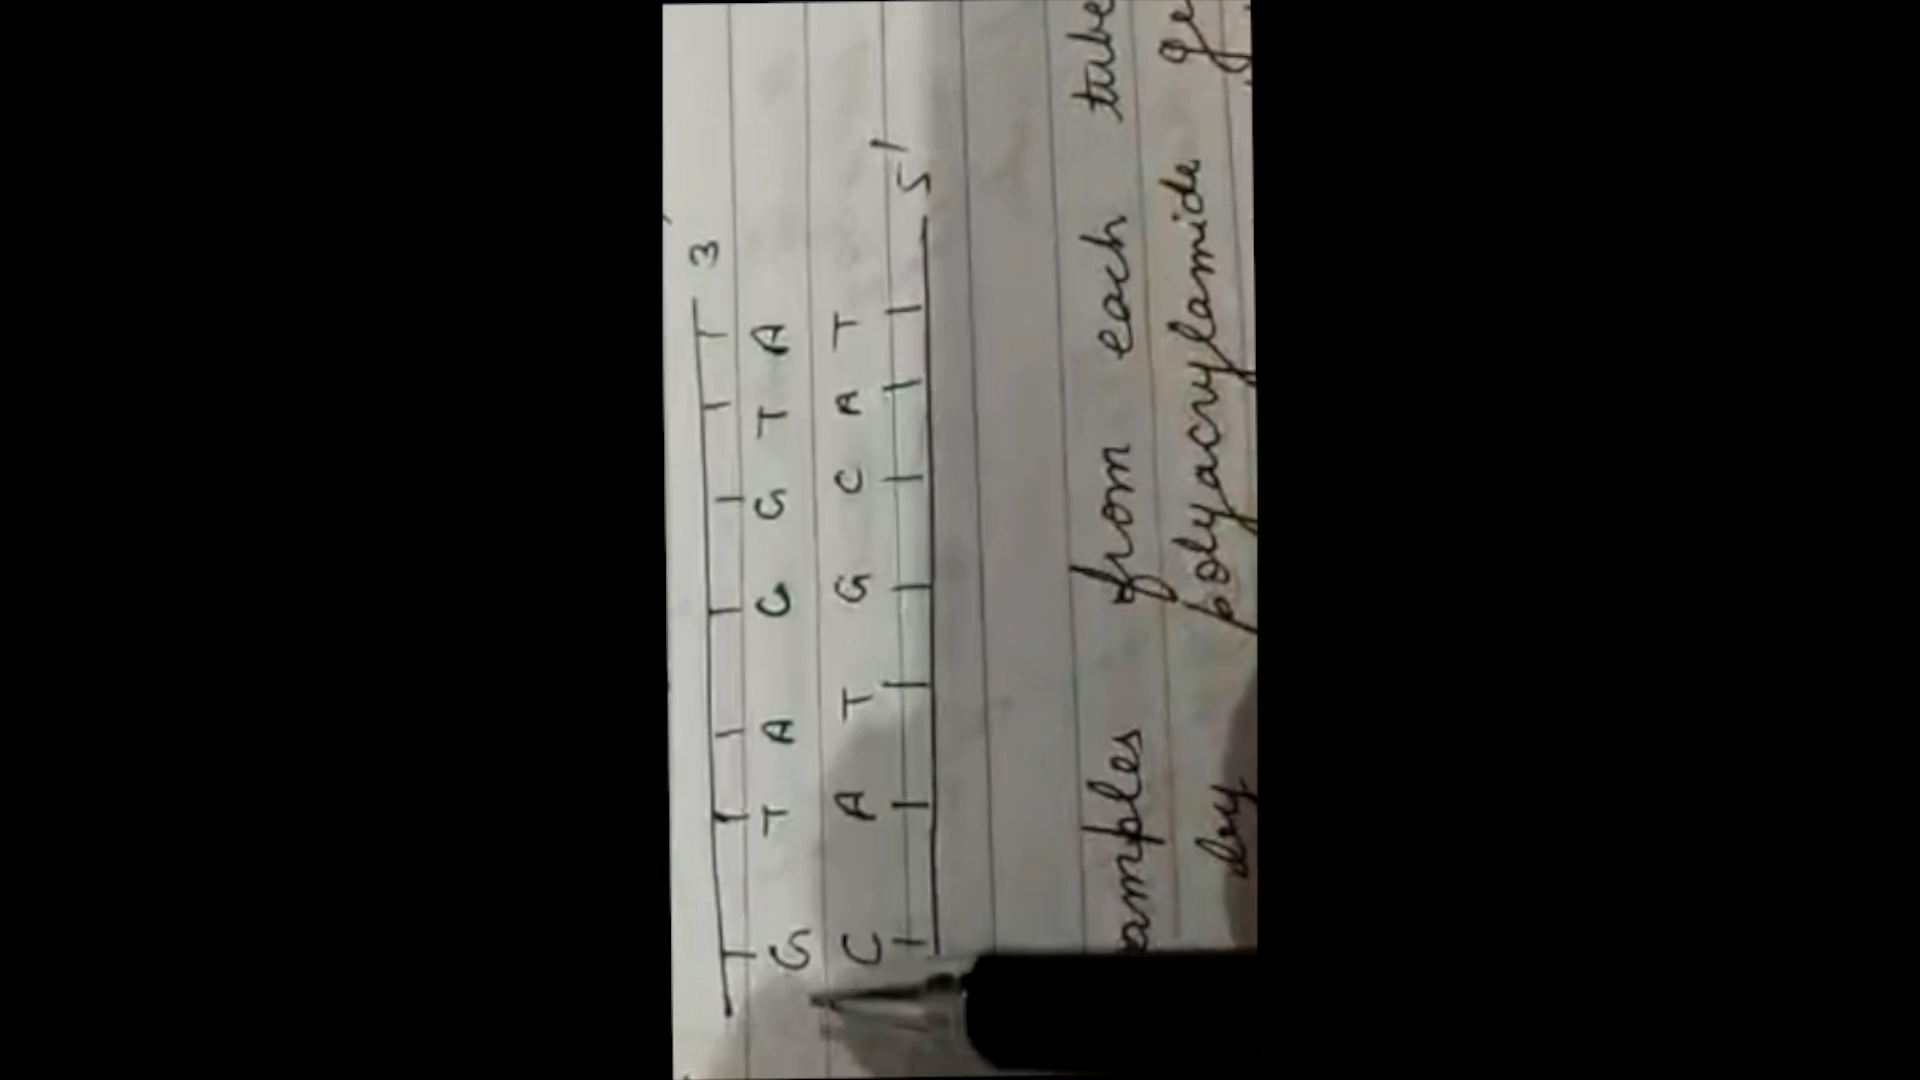 G T A C G T A 3
C A T G C A T 5'
amples from each tube
by polyacrylamide ge